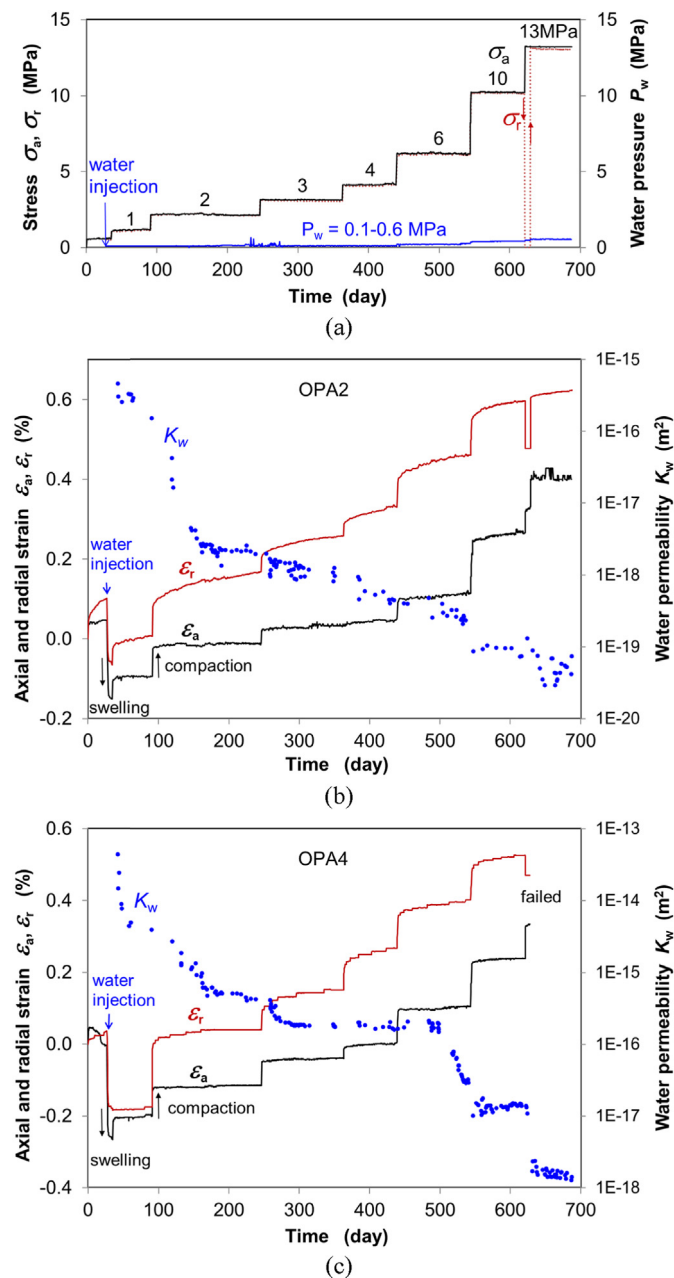 15
10
5
0
15
10
5
0
Stress σa, σr (MPa)
Water pressure Pw (MPa)
13MPa
σa
10
σr
6
4
3
2
1
water
injection
Pw = 0.1-0.6 MPa
0 100 200 300 400 500 600 700
Time (day)
(a)
0.6
0.4
0.2
0.0
-0.2
Axial and radial strain εa, εr (%)
1E-15
1E-16
1E-17
1E-18
1E-19
1E-20
Water permeability Kw (m²)
OPA2
Kw
water
injection
εr
εa
compaction
swelling
0 100 200 300 400 500 600 700
Time (day)
(b)
0.6
0.4
0.2
0.0
-0.2
-0.4
Axial and radial strain εa, εr (%)
1E-13
1E-14
1E-15
1E-16
1E-17
1E-18
Water permeability Kw (m²)
OPA4
Kw
failed
water
injection
εr
εa
compaction
swelling
0 100 200 300 400 500 600 700
Time (day)
(c)